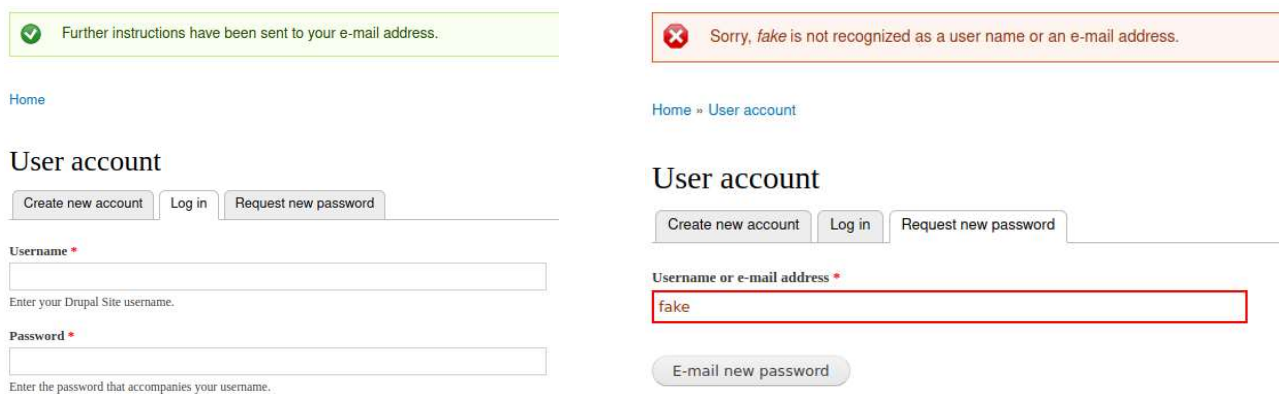 Further instructions have been sent to your e-mail address.
Home
User account
Create new account Log in Request new password
Username *
Enter your Drupal Site username.
Password *
Enter the password that accompanies your username.
Sorry, fake is not recognized as a user name or an e-mail address.
Home » User account
User account
Create new account Log in Request new password
Username or e-mail address *
fake
E-mail new password